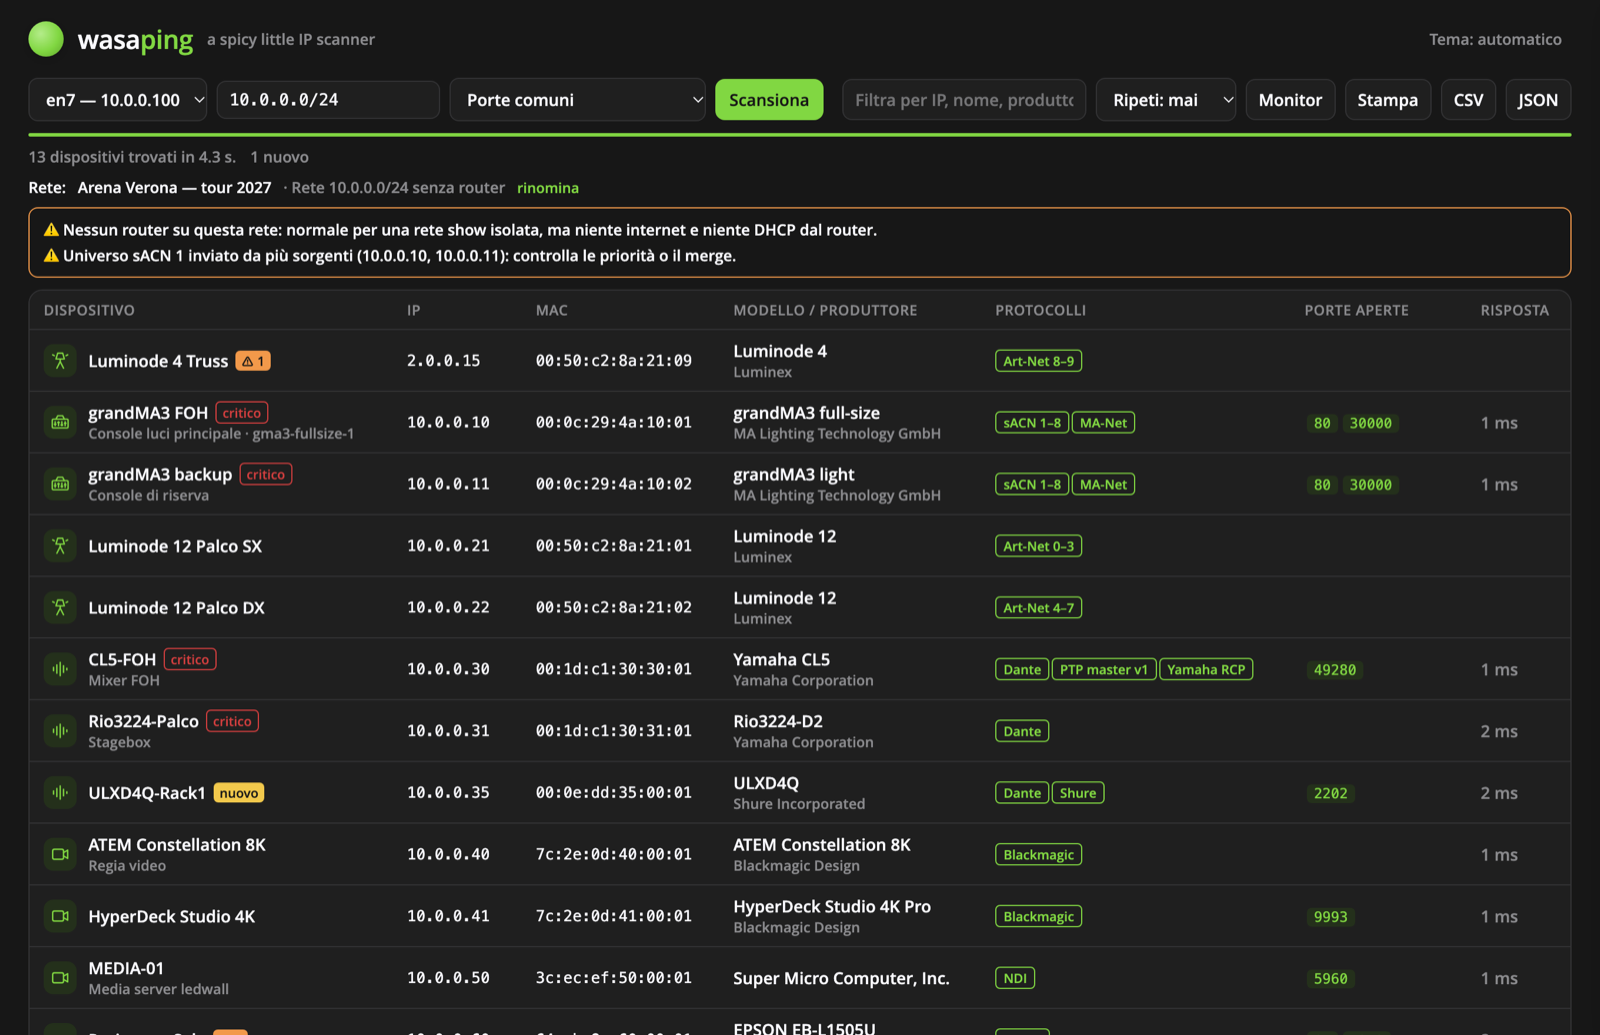 wasaping a spicy little IP scanner Tema: automatico
en7 — 10.0.0.100 10.0.0.0/24 Porte comuni Scansiona Filtra per IP, nome, produtto Ripeti: mai Monitor Stampa CSV JSON
13 dispositivi trovati in 4.3 s. 1 nuovo
Rete: Arena Verona — tour 2027 · Rete 10.0.0.0/24 senza router rinomina
⚠ Nessun router su questa rete: normale per una rete show isolata, ma niente internet e niente DHCP dal router.
⚠ Universo sACN 1 inviato da più sorgenti (10.0.0.10, 10.0.0.11): controlla le priorità o il merge.
DISPOSITIVO IP MAC MODELLO / PRODUTTORE PROTOCOLLI PORTE APERTE RISPOSTA
Luminode 4 Truss ⚠ 1 2.0.0.15 00:50:c2:8a:21:09 Luminode 4 Art-Net 8–9
Luminex
grandMA3 FOH critico 10.0.0.10 00:0c:29:4a:10:01 grandMA3 full-size sACN 1–8 MA-Net 80 30000 1 ms
Console luci principale · gma3-fullsize-1 MA Lighting Technology GmbH
grandMA3 backup critico 10.0.0.11 00:0c:29:4a:10:02 grandMA3 light sACN 1–8 MA-Net 80 30000 1 ms
Console di riserva MA Lighting Technology GmbH
Luminode 12 Palco SX 10.0.0.21 00:50:c2:8a:21:01 Luminode 12 Art-Net 0–3
Luminex
Luminode 12 Palco DX 10.0.0.22 00:50:c2:8a:21:02 Luminode 12 Art-Net 4–7
Luminex
CL5-FOH critico 10.0.0.30 00:1d:c1:30:30:01 Yamaha CL5 Dante PTP master v1 Yamaha RCP 49280 1 ms
Mixer FOH Yamaha Corporation
Rio3224-Palco critico 10.0.0.31 00:1d:c1:30:31:01 Rio3224-D2 Dante 2 ms
Stagebox Yamaha Corporation
ULXD4Q-Rack1 nuovo 10.0.0.35 00:0e:dd:35:00:01 ULXD4Q Dante Shure 2202 2 ms
Shure Incorporated
ATEM Constellation 8K 10.0.0.40 7c:2e:0d:40:00:01 ATEM Constellation 8K Blackmagic 1 ms
Regia video Blackmagic Design
HyperDeck Studio 4K 10.0.0.41 7c:2e:0d:41:00:01 HyperDeck Studio 4K Pro Blackmagic 9993 1 ms
Blackmagic Design
MEDIA-01 10.0.0.50 3c:ec:ef:50:00:01 Super Micro Computer, Inc. NDI 5960 1 ms
Media server ledwall
EPSON EB-L1505U